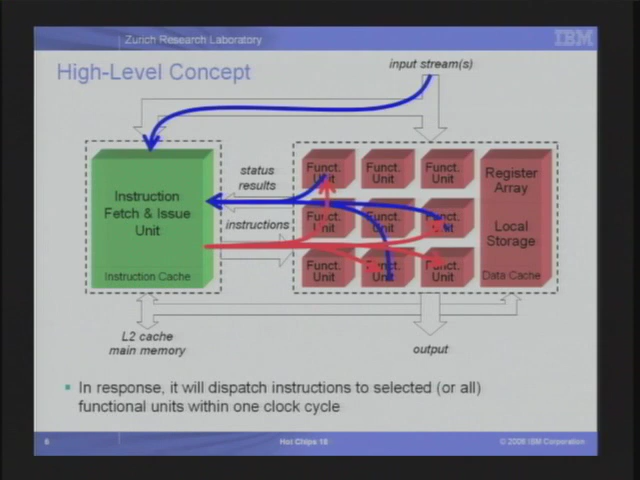 Zurich Research Laboratory
IBM
High-Level Concept
input stream(s)
status
results
instructions
Instruction
Fetch & Issue
Unit
Instruction Cache
Funct.
Unit
Funct.
Unit
Funct.
Unit
Funct.
Unit
Funct.
Unit
Funct.
Unit
Funct.
Unit
Funct.
Unit
Funct.
Unit
Register
Array
Local
Storage
Data Cache
L2 cache
main memory
output
In response, it will dispatch instructions to selected (or all)
functional units within one clock cycle
6
Hot Chips 18
© 2006 IBM Corporation